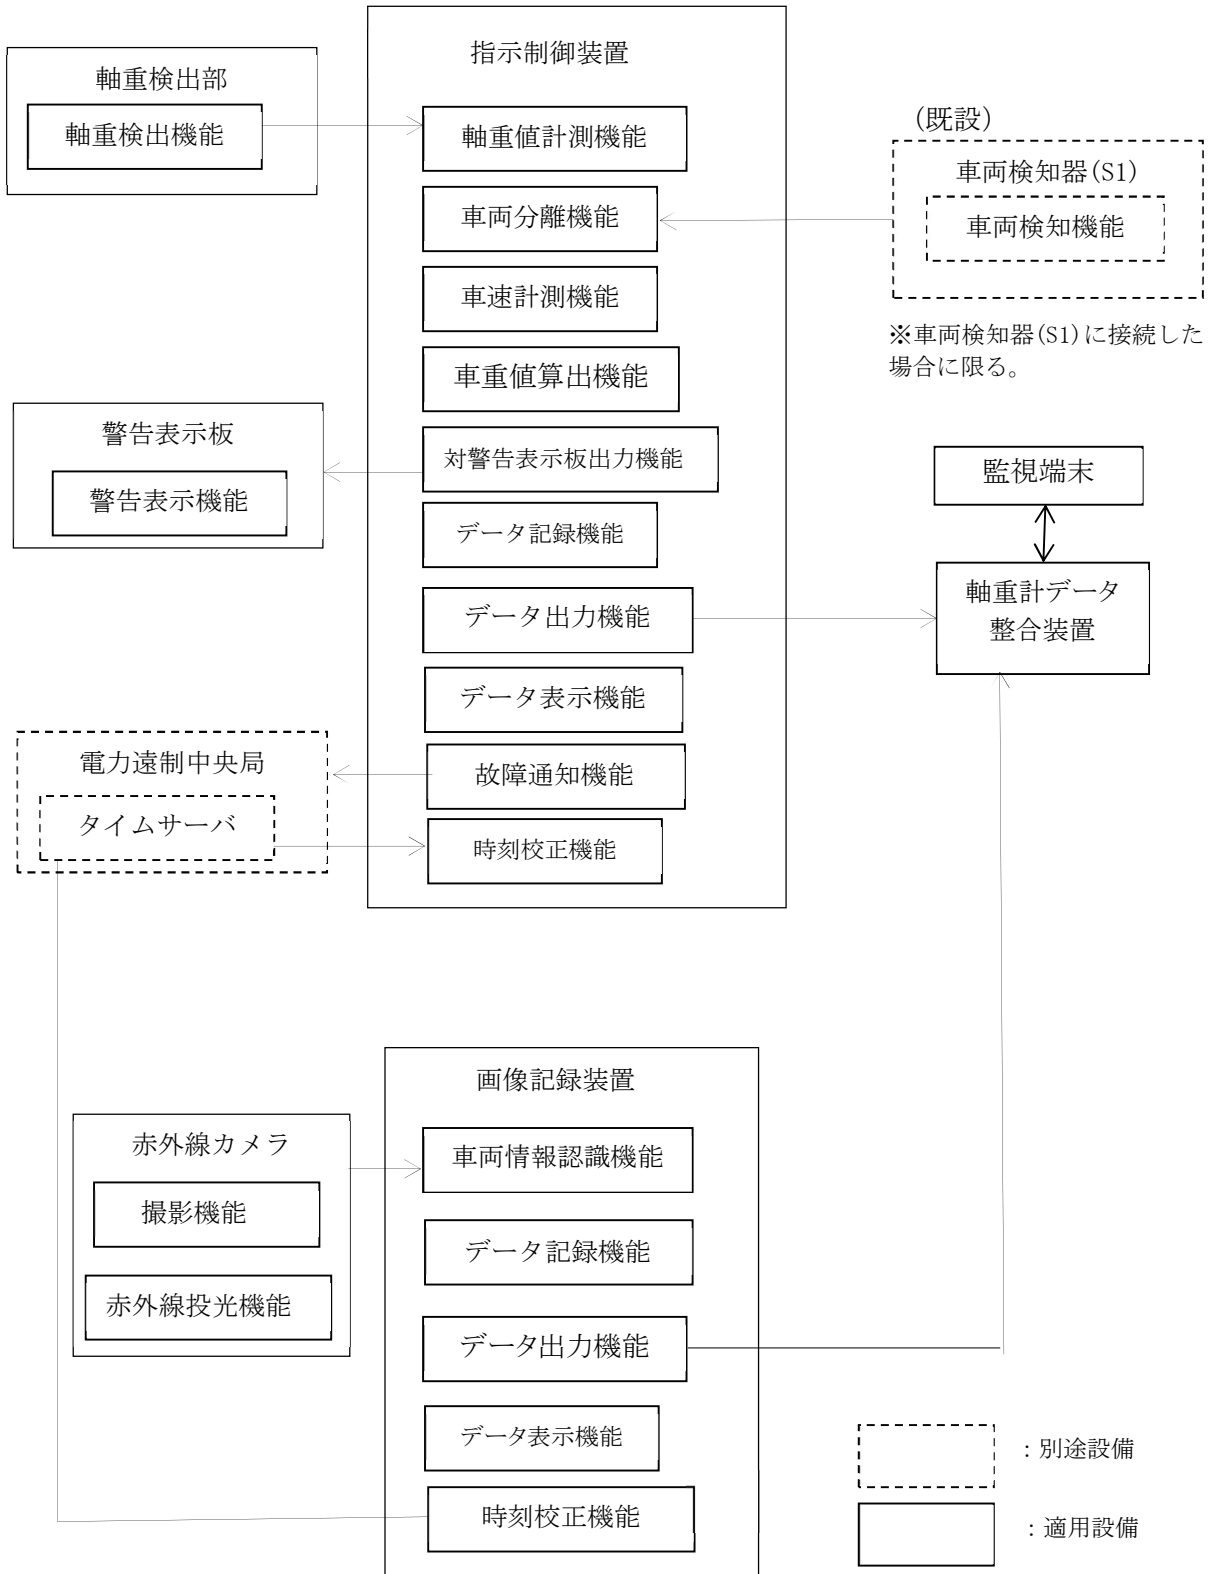 指示制御装置
軸重検出部
軸重検出機能
軸重値計測機能
(既設)
車両検知器(S1)
車両検知機能
車両分離機能
車速計測機能
※車両検知器(S1)に接続した
場合に限る。
車重値算出機能
警告表示板
警告表示機能
対警告表示板出力機能
監視端末
データ記録機能
軸重計データ
整合装置
データ出力機能
データ表示機能
電力遠制中央局
タイムサーバ
故障通知機能
時刻校正機能
画像記録装置
赤外線カメラ
撮影機能
赤外線投光機能
車両情報認識機能
データ記録機能
データ出力機能
データ表示機能
時刻校正機能
：別途設備
：適用設備